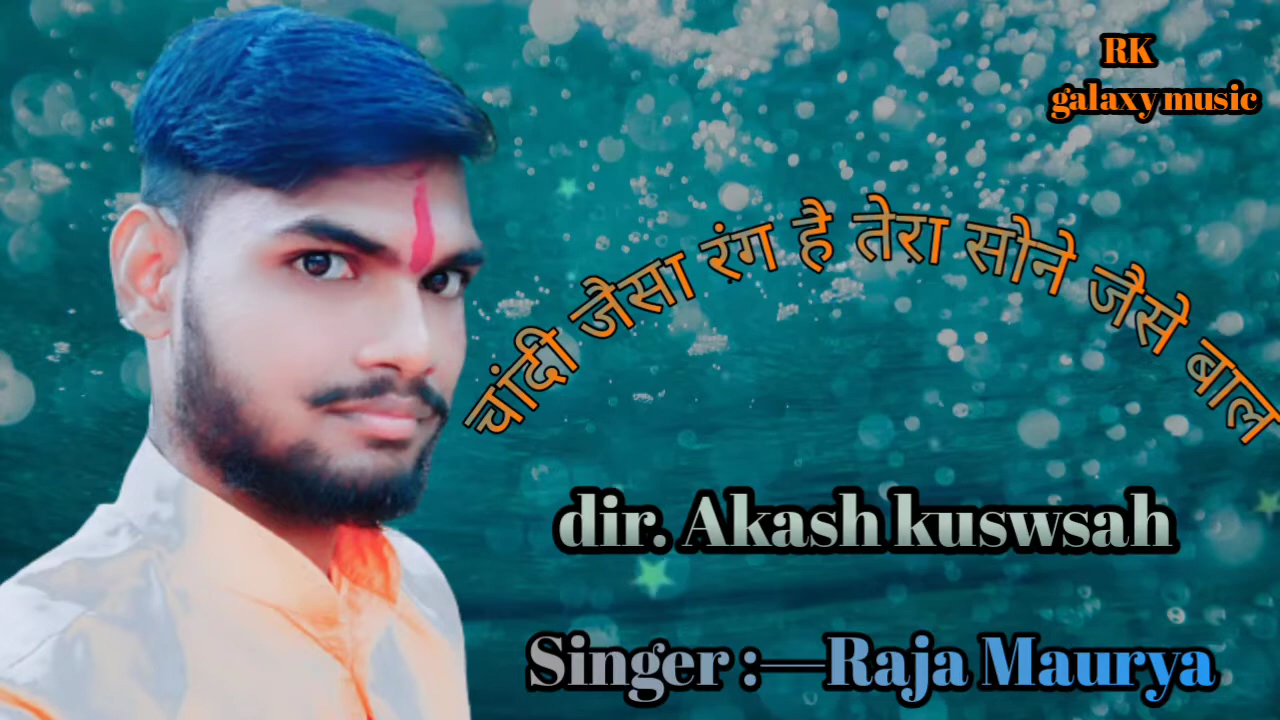 RK
galaxy music
चांदी जैसा रंग है तेरा सोने जैसे बाल
dir. Akash kuswsah
Singer :—Raja Maurya